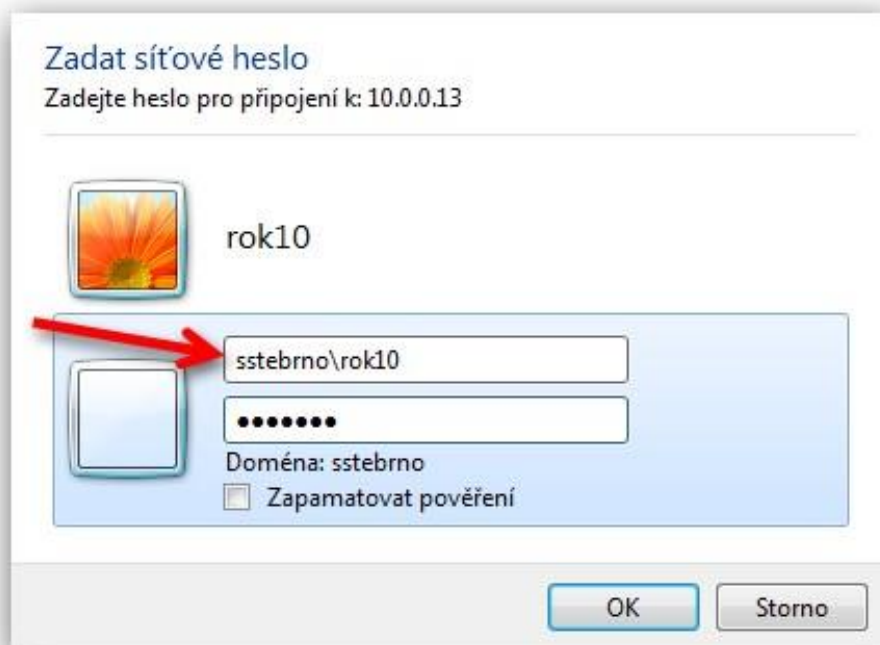 Zadat síťové heslo
Zadejte heslo pro připojení k: 10.0.0.13
rok10
sstebrno\rok10
●●●●●●●
Doména: sstebrno
Zapamatovat pověření
OK
Storno